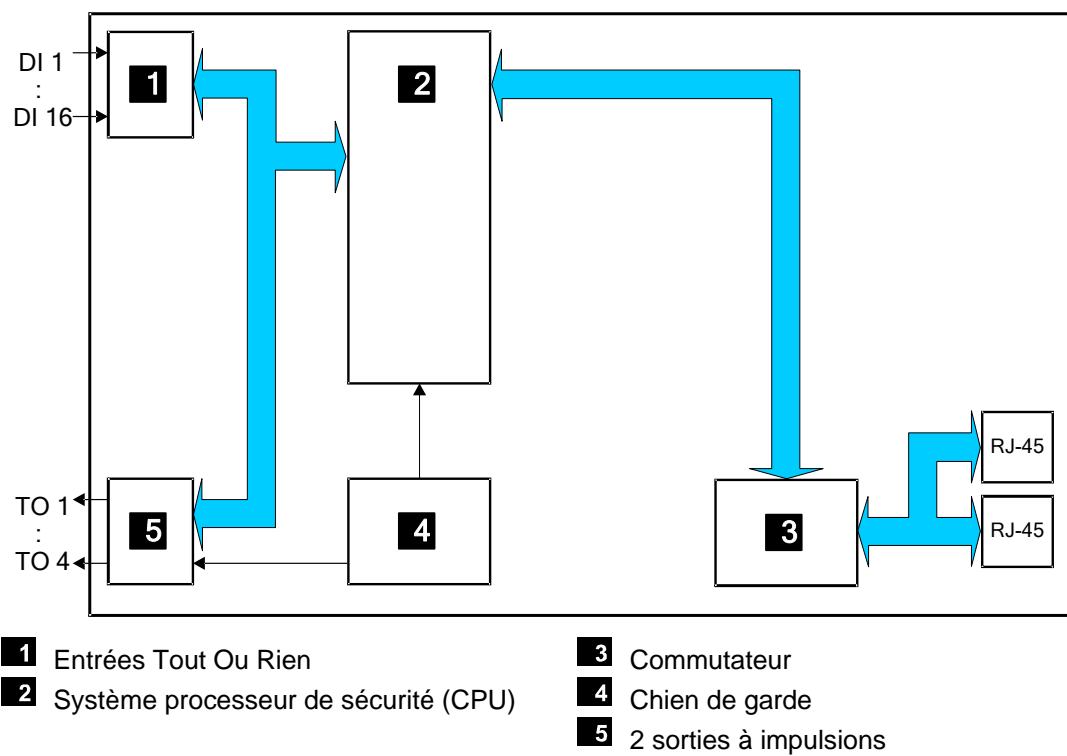 DI 1
:
DI 16
1
2
TO 1
:
TO 4
5
4
3
RJ-45
RJ-45
1 Entrées Tout Ou Rien
2 Système processeur de sécurité (CPU)
3 Commutateur
4 Chien de garde
5 2 sorties à impulsions